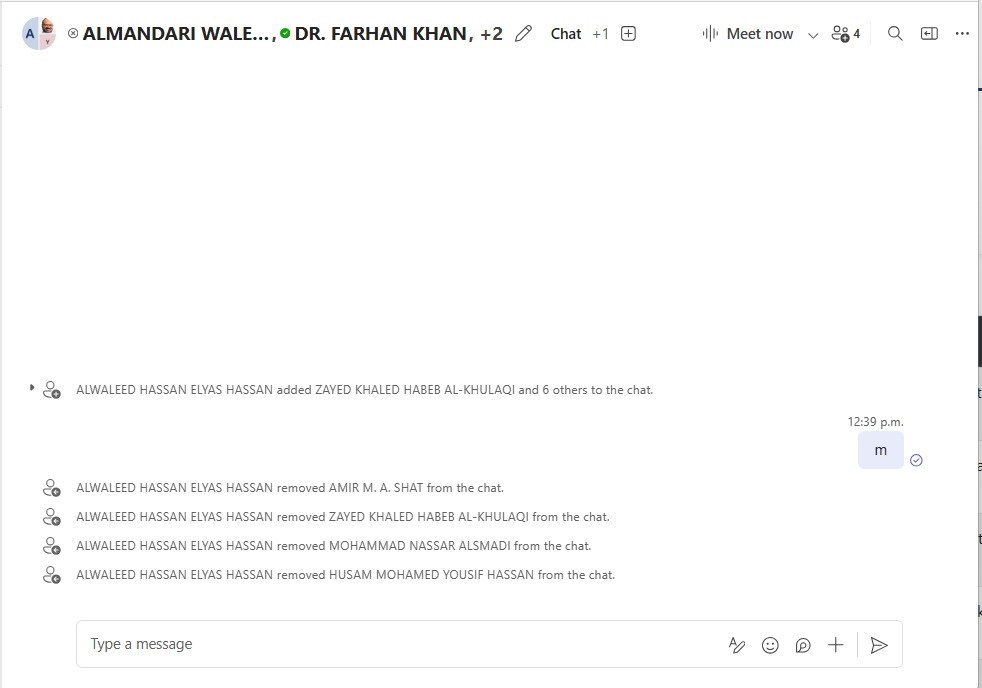 A
Y
ALMANDARI WALE..., DR. FARHAN KHAN, +2 Chat +1 Meet now 4
ALWALEED HASSAN ELYAS HASSAN added ZAYED KHALED HABEB AL-KHULAQI and 6 others to the chat.
12:39 p.m.
m
ALWALEED HASSAN ELYAS HASSAN removed AMIR M. A. SHAT from the chat.
ALWALEED HASSAN ELYAS HASSAN removed ZAYED KHALED HABEB AL-KHULAQI from the chat.
ALWALEED HASSAN ELYAS HASSAN removed MOHAMMAD NASSAR ALSMADI from the chat.
ALWALEED HASSAN ELYAS HASSAN removed HUSAM MOHAMED YOUSIF HASSAN from the chat.
Type a message